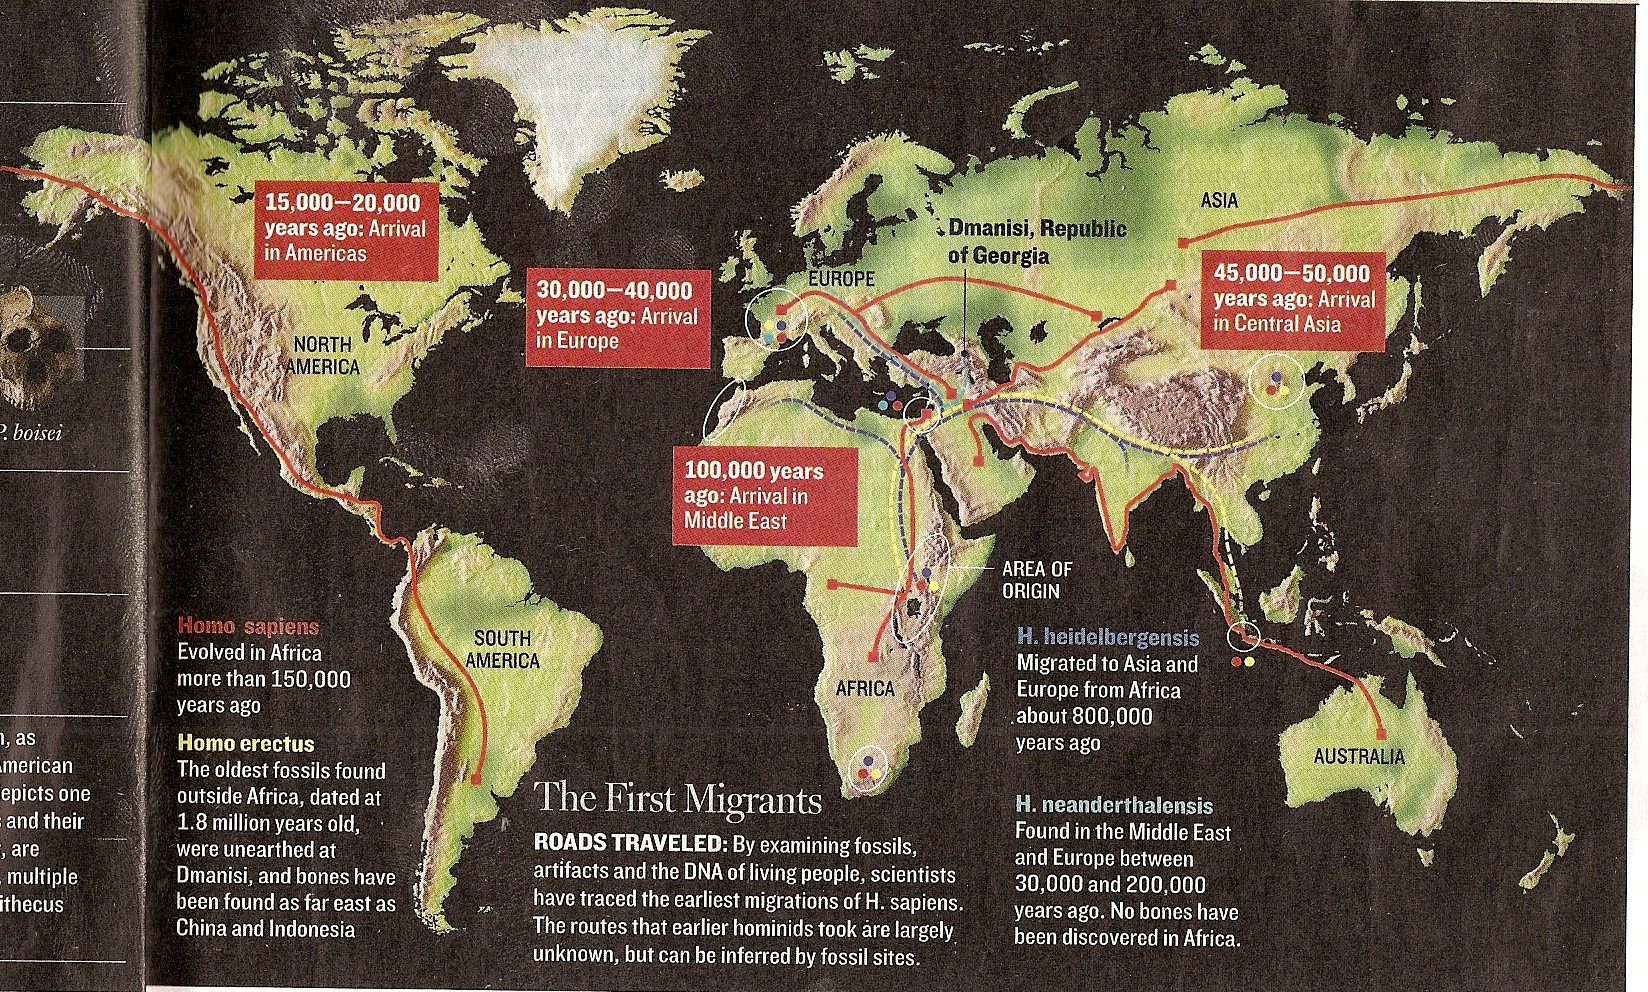 15,000—20,000
years ago: Arrival
in Americas
30,000—40,000
years ago: Arrival
in Europe
45,000—50,000
years ago: Arrival
in Central Asia
100,000 years
ago: Arrival in
Middle East
ASIA
Dmanisi, Republic
of Georgia
EUROPE
NORTH
AMERICA
P. boisei
AREA OF
ORIGIN
SOUTH
AMERICA
AFRICA
AUSTRALIA
Homo sapiens
Evolved in Africa
more than 150,000
years ago
Homo erectus
The oldest fossils found
outside Africa, dated at
1.8 million years old,
were unearthed at
Dmanisi, and bones have
been found as far east as
China and Indonesia
The First Migrants
ROADS TRAVELED: By examining fossils,
artifacts and the DNA of living people, scientists
have traced the earliest migrations of H. sapiens.
The routes that earlier hominids took are largely
unknown, but can be inferred by fossil sites.
H. heidelbergensis
Migrated to Asia and
Europe from Africa
about 800,000
years ago
H. neanderthalensis
Found in the Middle East
and Europe between
30,000 and 200,000
years ago. No bones have
been discovered in Africa.
, as
epicts one
and their
, are
multiple